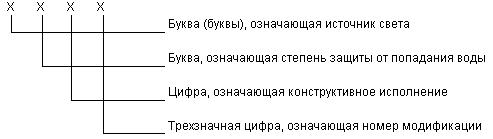 X X X X
Буква (буквы), означающая источник света
Буква, означающая степень защиты от попадания воды
Цифра, означающая конструктивное исполнение
Трехзначная цифра, означающая номер модификации